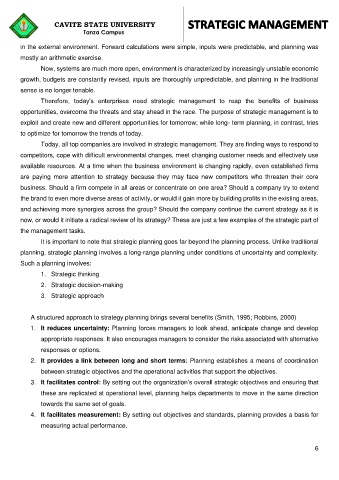 CAVITE STATE UNIVERSITY
Tanza Campus
STRATEGIC MANAGEMENT
in the external environment. Forward calculations were simple, inputs were predictable, and planning was
mostly an arithmetic exercise.
Now, systems are much more open, environment is characterized by increasingly unstable economic
growth, budgets are constantly revised, inputs are thoroughly unpredictable, and planning in the traditional
sense is no longer tenable.
Therefore, today's enterprises need strategic management to reap the benefits of business
opportunities, overcome the threats and stay ahead in the race. The purpose of strategic management is to
exploit and create new and different opportunities for tomorrow; while long- term planning, in contrast, tries
to optimize for tomorrow the trends of today.
Today, all top companies are involved in strategic management. They are finding ways to respond to
competitors, cope with difficult environmental changes, meet changing customer needs and effectively use
available resources. At a time when the business environment is changing rapidly, even established firms
are paying more attention to strategy because they may face new competitors who threaten their core
business. Should a firm compete in all areas or concentrate on one area? Should a company try to extend
the brand to even more diverse areas of activity, or would it gain more by building profits in the existing areas,
and achieving more synergies across the group? Should the company continue the current strategy as it is
now, or would it initiate a radical review of its strategy? These are just a few examples of the strategic part of
the management tasks.
It is important to note that strategic planning goes far beyond the planning process. Unlike traditional
planning, strategic planning involves a long-range planning under conditions of uncertainty and complexity.
Such a planning involves:
1. Strategic thinking
2. Strategic decision-making
3. Strategic approach
A structured approach to strategy planning brings several benefits (Smith, 1995; Robbins, 2000)
1. It reduces uncertainty: Planning forces managers to look ahead, anticipate change and develop
appropriate responses. It also encourages managers to consider the risks associated with alternative
responses or options.
2. It provides a link between long and short terms: Planning establishes a means of coordination
between strategic objectives and the operational activities that support the objectives.
3. It facilitates control: By setting out the organization's overall strategic objectives and ensuring that
these are replicated at operational level, planning helps departments to move in the same direction
towards the same set of goals.
4. It facilitates measurement: By setting out objectives and standards, planning provides a basis for
measuring actual performance.
6